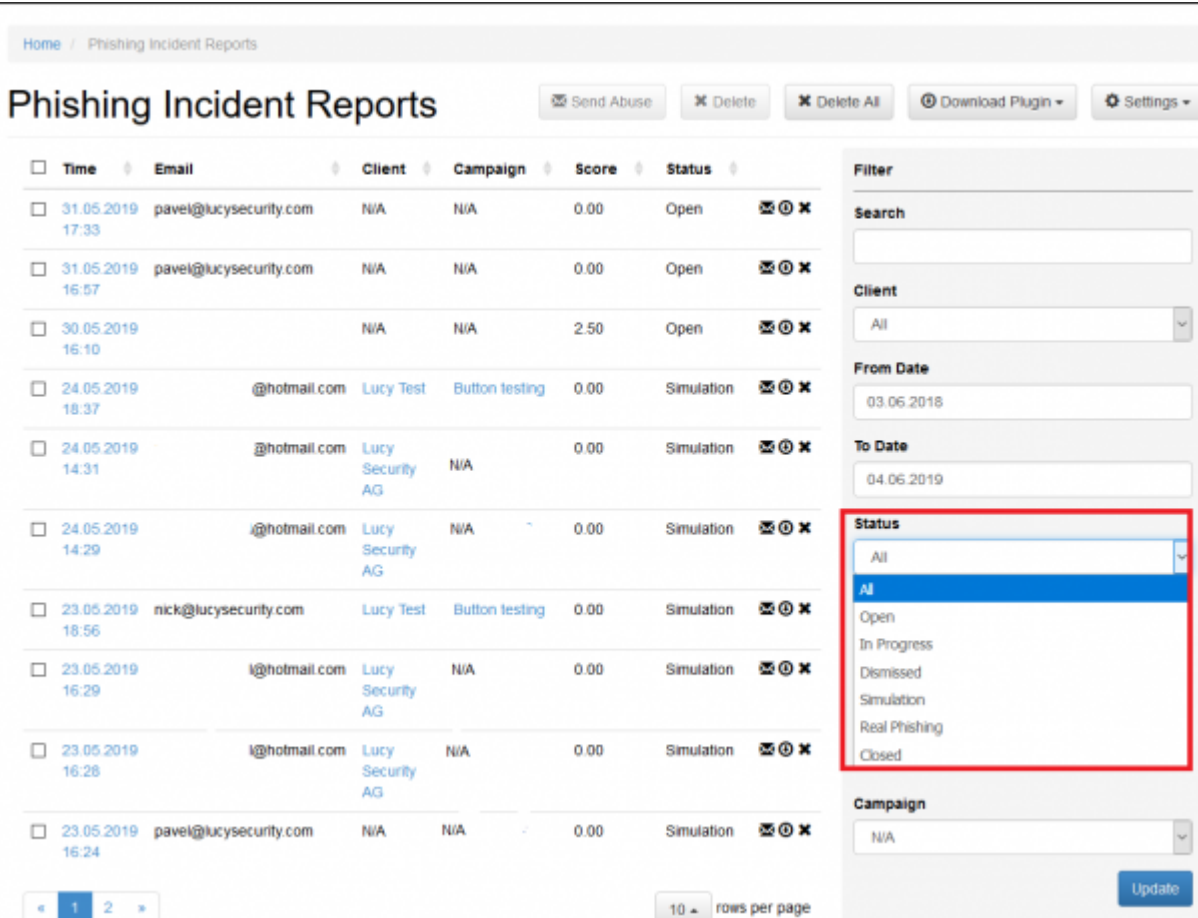 Home / Phishing Incident Reports
Phishing Incident Reports
Send Abuse
Delete
Delete All
Download Plugin
Settings
Time Email Client Campaign Score Status
31.05.2019 17:33 pavel@lucysecurity.com N/A N/A 0.00 Open
31.05.2019 16:57 pavel@lucysecurity.com N/A N/A 0.00 Open
30.05.2019 16:10 N/A N/A 2.50 Open
24.05.2019 18:37 @hotmail.com Lucy Test Button testing 0.00 Simulation
24.05.2019 14:31 @hotmail.com Lucy Security AG N/A 0.00 Simulation
24.05.2019 14:29 @hotmail.com Lucy Security AG N/A 0.00 Simulation
23.05.2019 18:56 nick@lucysecurity.com Lucy Test Button testing 0.00 Simulation
23.05.2019 16:29 l@hotmail.com Lucy Security AG N/A 0.00 Simulation
23.05.2019 16:28 l@hotmail.com Lucy Security AG N/A 0.00 Simulation
23.05.2019 16:24 pavel@lucysecurity.com N/A N/A 0.00 Simulation
« 1 2 »
10 rows per page
Filter
Search
Client
All
From Date
03.06.2018
To Date
04.06.2019
Status
All
All
Open
In Progress
Dismissed
Simulation
Real Phishing
Closed
Campaign
N/A
Update